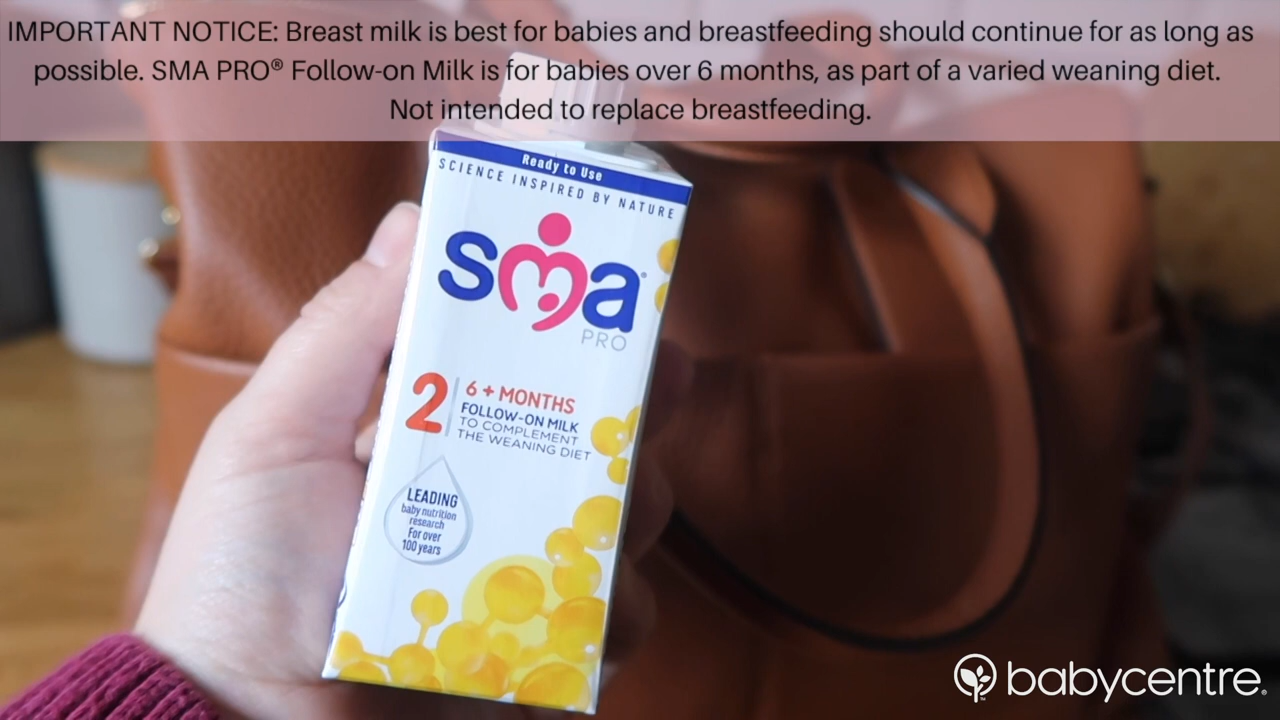 IMPORTANT NOTICE: Breast milk is best for babies and breastfeeding should continue for as long as
possible. SMA PRO® Follow-on Milk is for babies over 6 months, as part of a varied weaning diet.
Not intended to replace breastfeeding.
Ready to Use
SCIENCE INSPIRED BY NATURE
sma®
PRO
2
6 + MONTHS
FOLLOW-ON MILK
TO COMPLEMENT
THE WEANING DIET
LEADING
baby nutrition
research
For over
100 years
babycentre®